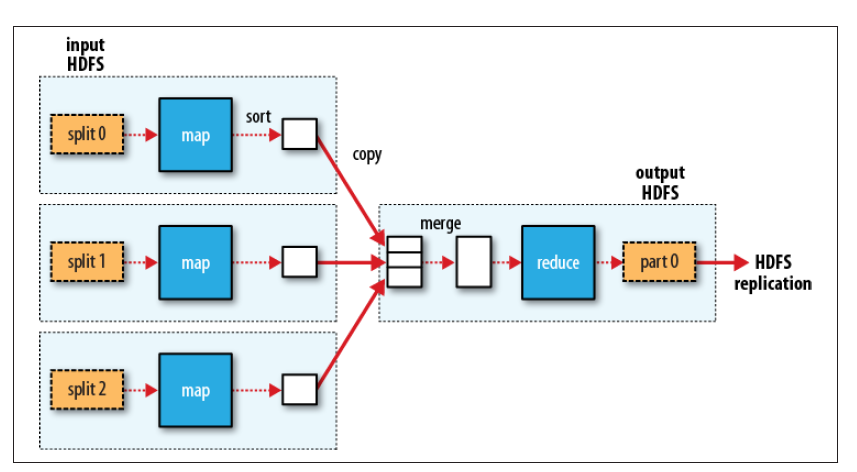 input
HDFS
split 0
map
sort
copy
split 1
map
output
HDFS
merge
reduce
part 0
HDFS
replication
split 2
map